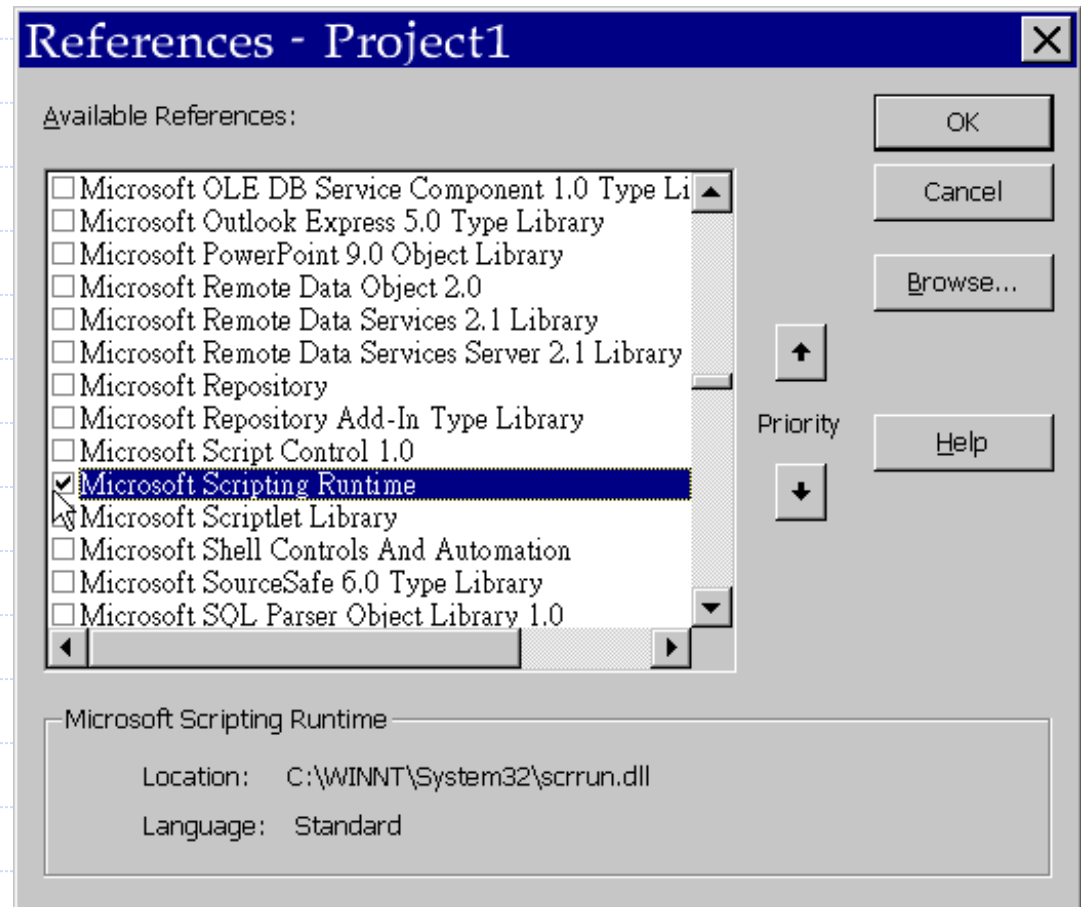 References - Project1
Available References:
OK
Cancel
Browse...
Help
Microsoft OLE DB Service Component 1.0 Type Li
Microsoft Outlook Express 5.0 Type Library
Microsoft PowerPoint 9.0 Object Library
Microsoft Remote Data Object 2.0
Microsoft Remote Data Services 2.1 Library
Microsoft Remote Data Services Server 2.1 Library
Microsoft Repository
Microsoft Repository Add-In Type Library
Microsoft Script Control 1.0
Microsoft Scripting Runtime
Microsoft Scriptlet Library
Microsoft Shell Controls And Automation
Microsoft SourceSafe 6.0 Type Library
Microsoft SQL Parser Object Library 1.0
Priority
Microsoft Scripting Runtime
Location: C:\WINNT\System32\scrrun.dll
Language: Standard